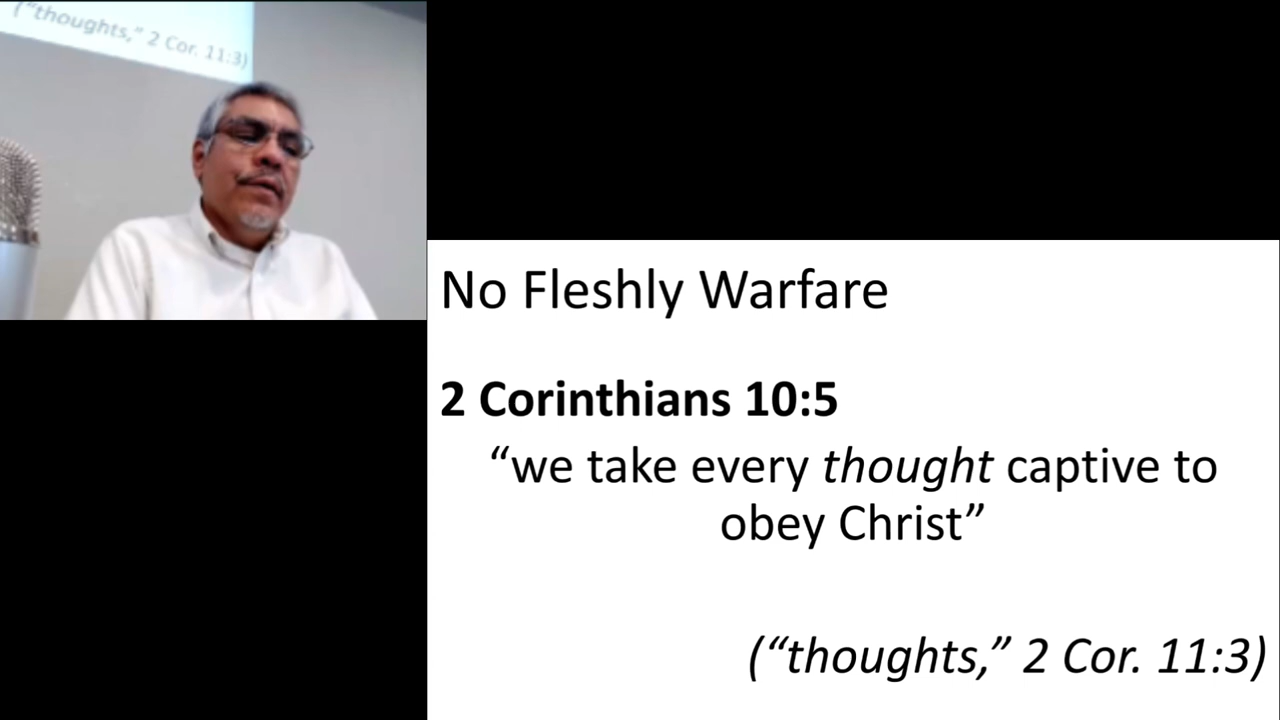 (“thoughts,” 2 Cor. 11:3)
No Fleshly Warfare
2 Corinthians 10:5
“we take every thought captive to
obey Christ”
(“thoughts,” 2 Cor. 11:3)